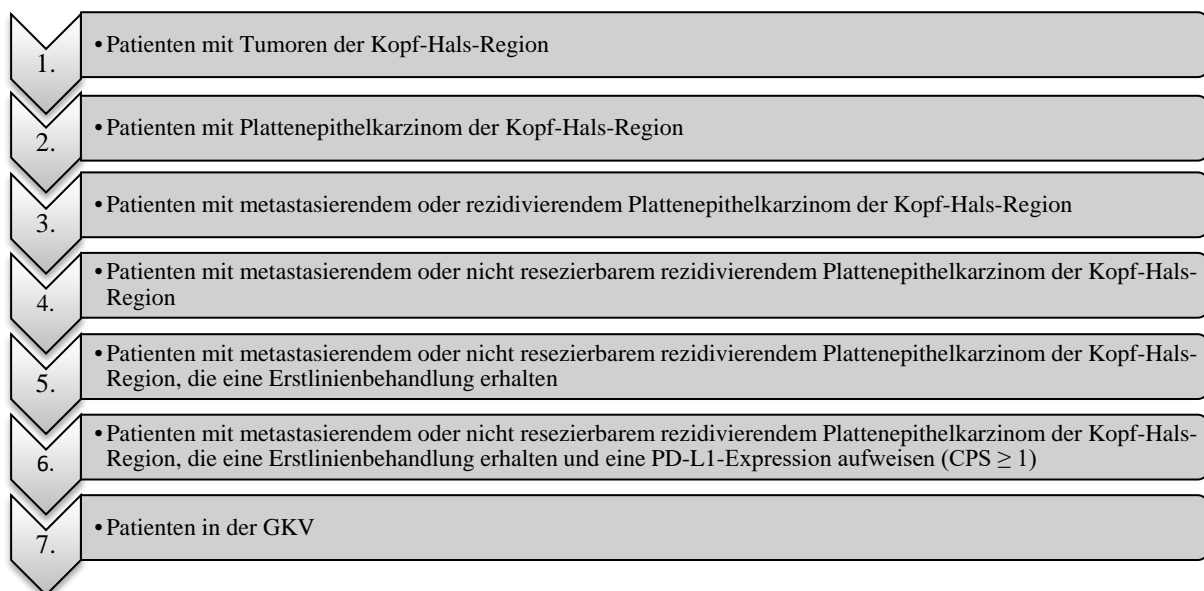 1.
• Patienten mit Tumoren der Kopf-Hals-Region
2.
• Patienten mit Plattenepithelkarzinom der Kopf-Hals-Region
3.
• Patienten mit metastasierendem oder rezidivierendem Plattenepithelkarzinom der Kopf-Hals-Region
4.
• Patienten mit metastasierendem oder nicht resezierbarem rezidivierendem Plattenepithelkarzinom der Kopf-Hals-
Region
5.
• Patienten mit metastasierendem oder nicht resezierbarem rezidivierendem Plattenepithelkarzinom der Kopf-Hals-
Region, die eine Erstlinienbehandlung erhalten
6.
• Patienten mit metastasierendem oder nicht resezierbarem rezidivierendem Plattenepithelkarzinom der Kopf-Hals-
Region, die eine Erstlinienbehandlung erhalten und eine PD-L1-Expression aufweisen (CPS ≥ 1)
7.
• Patienten in der GKV